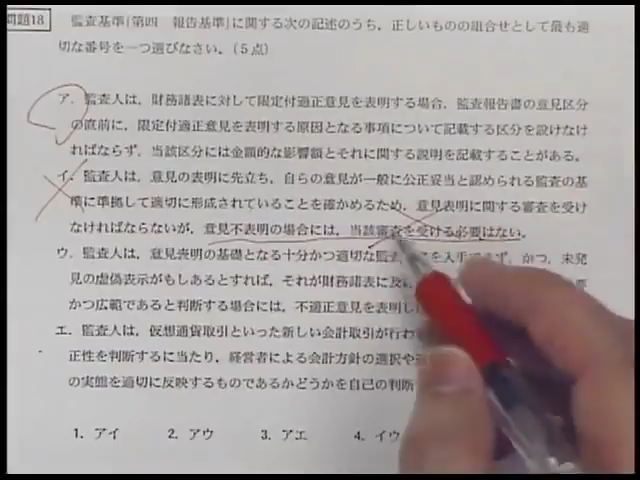 問題18
監査基準「第四 報告基準」に関する次の記述のうち、正しいものの組合せとして最も適
切な番号を一つ選びなさい。(5点)
ア．監査人は、財務諸表に対して限定付適正意見を表明する場合、監査報告書の意見区分
の直前に、限定付適正意見を表明する原因となる事項について記載する区分を設けなけ
ればならず、当該区分には金額的な影響額とそれに関する説明を記載することがある。
イ．監査人は、意見の表明に先立ち、自らの意見が一般に公正妥当と認められる監査の基
準に準拠して適切に形成されていることを確かめるため、意見表明に関する審査を受け
なければならないが、意見不表明の場合には、当該審査を受ける必要はない。
ウ．監査人は、意見表明の基礎となる十分かつ適切な監 を入手できず、かつ、未発
見の虚偽表示がもしあるとすれば、それが財務諸表に及
かつ広範であると判断する場合には、不適正意見を表明し
エ．監査人は、仮想通貨取引といった新しい会計取引が行わ
正性を判断するに当たり、経営者による会計方針の選択や
の実態を適切に反映するものであるかどうかを自己の判断
1．アイ 2．アウ 3．アエ 4．イウ